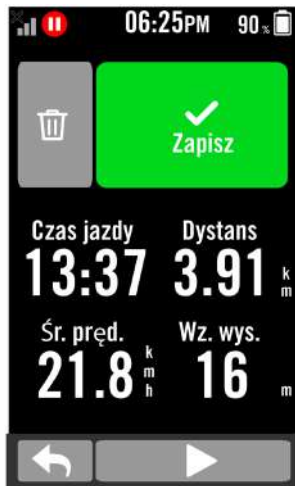 06:25PM 90%
Zapisz
Czas jazdy Dystans
13:37 3.91 km
Śr. pręd. Wz. wys.
21.8 kmh 16 m